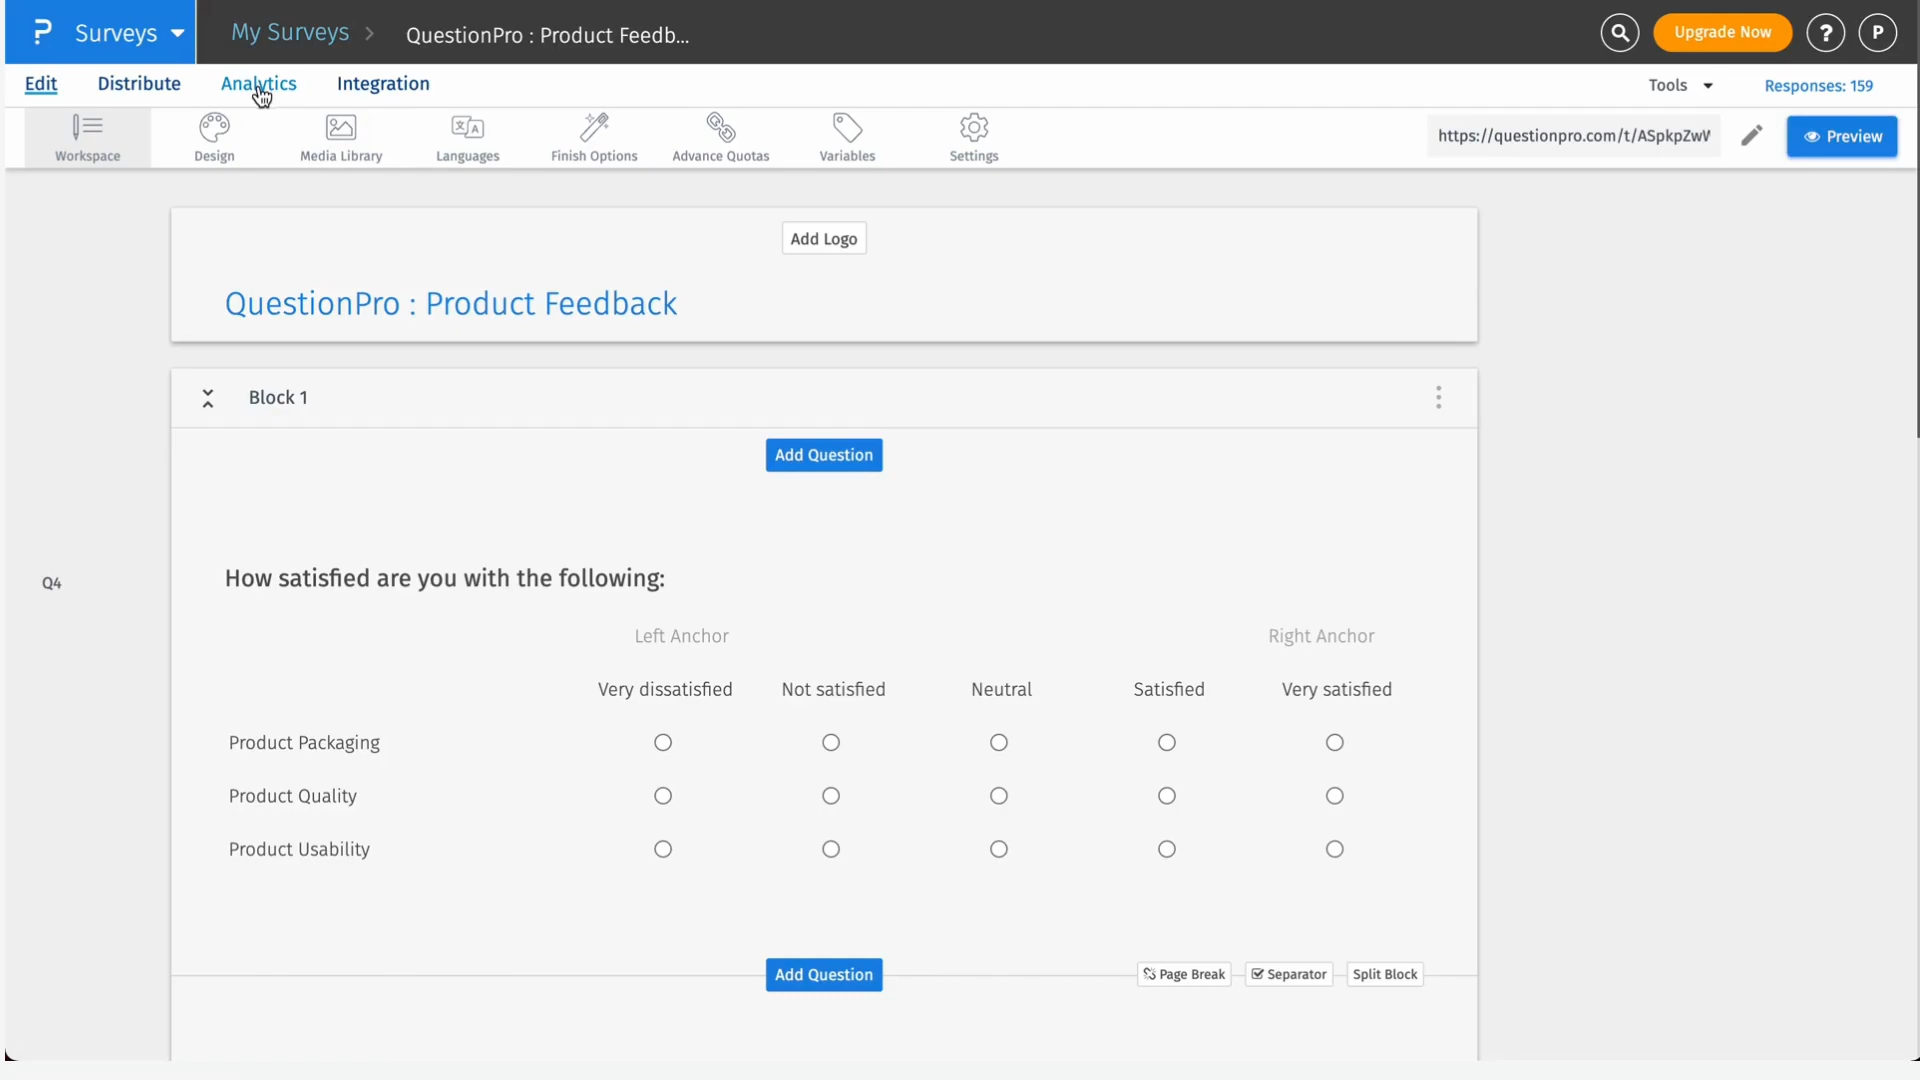 Surveys
My Surveys > QuestionPro : Product Feedb...
Upgrade Now
?
P
Edit
Distribute
Analytics
Integration
Tools
Responses: 159
Workspace
Design
Media Library
Languages
Finish Options
Advance Quotas
Variables
Settings
https://questionpro.com/t/ASpkpZwV
Preview
Add Logo
QuestionPro : Product Feedback
Block 1
Add Question
Q4
How satisfied are you with the following:
Left Anchor
Right Anchor
Very dissatisfied
Not satisfied
Neutral
Satisfied
Very satisfied
Product Packaging
Product Quality
Product Usability
Add Question
Page Break
Separator
Split Block